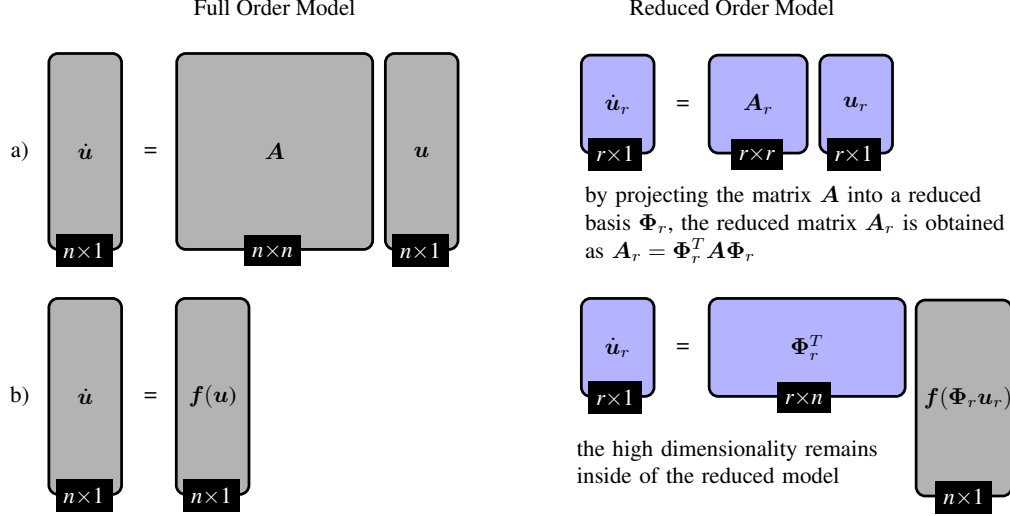 Full Order Model
Reduced Order Model
a)
u̇
n×1
=
A
n×n
u
n×1
u̇_r
r×1
=
A_r
r×r
u_r
r×1
by projecting the matrix A into a reduced
basis Φ_r, the reduced matrix A_r is obtained
as A_r = Φ_r^T AΦ_r
b)
u̇
n×1
=
f(u)
n×1
u̇_r
r×1
=
Φ_r^T
r×n
f(Φ_r u_r)
n×1
the high dimensionality remains
inside of the reduced model